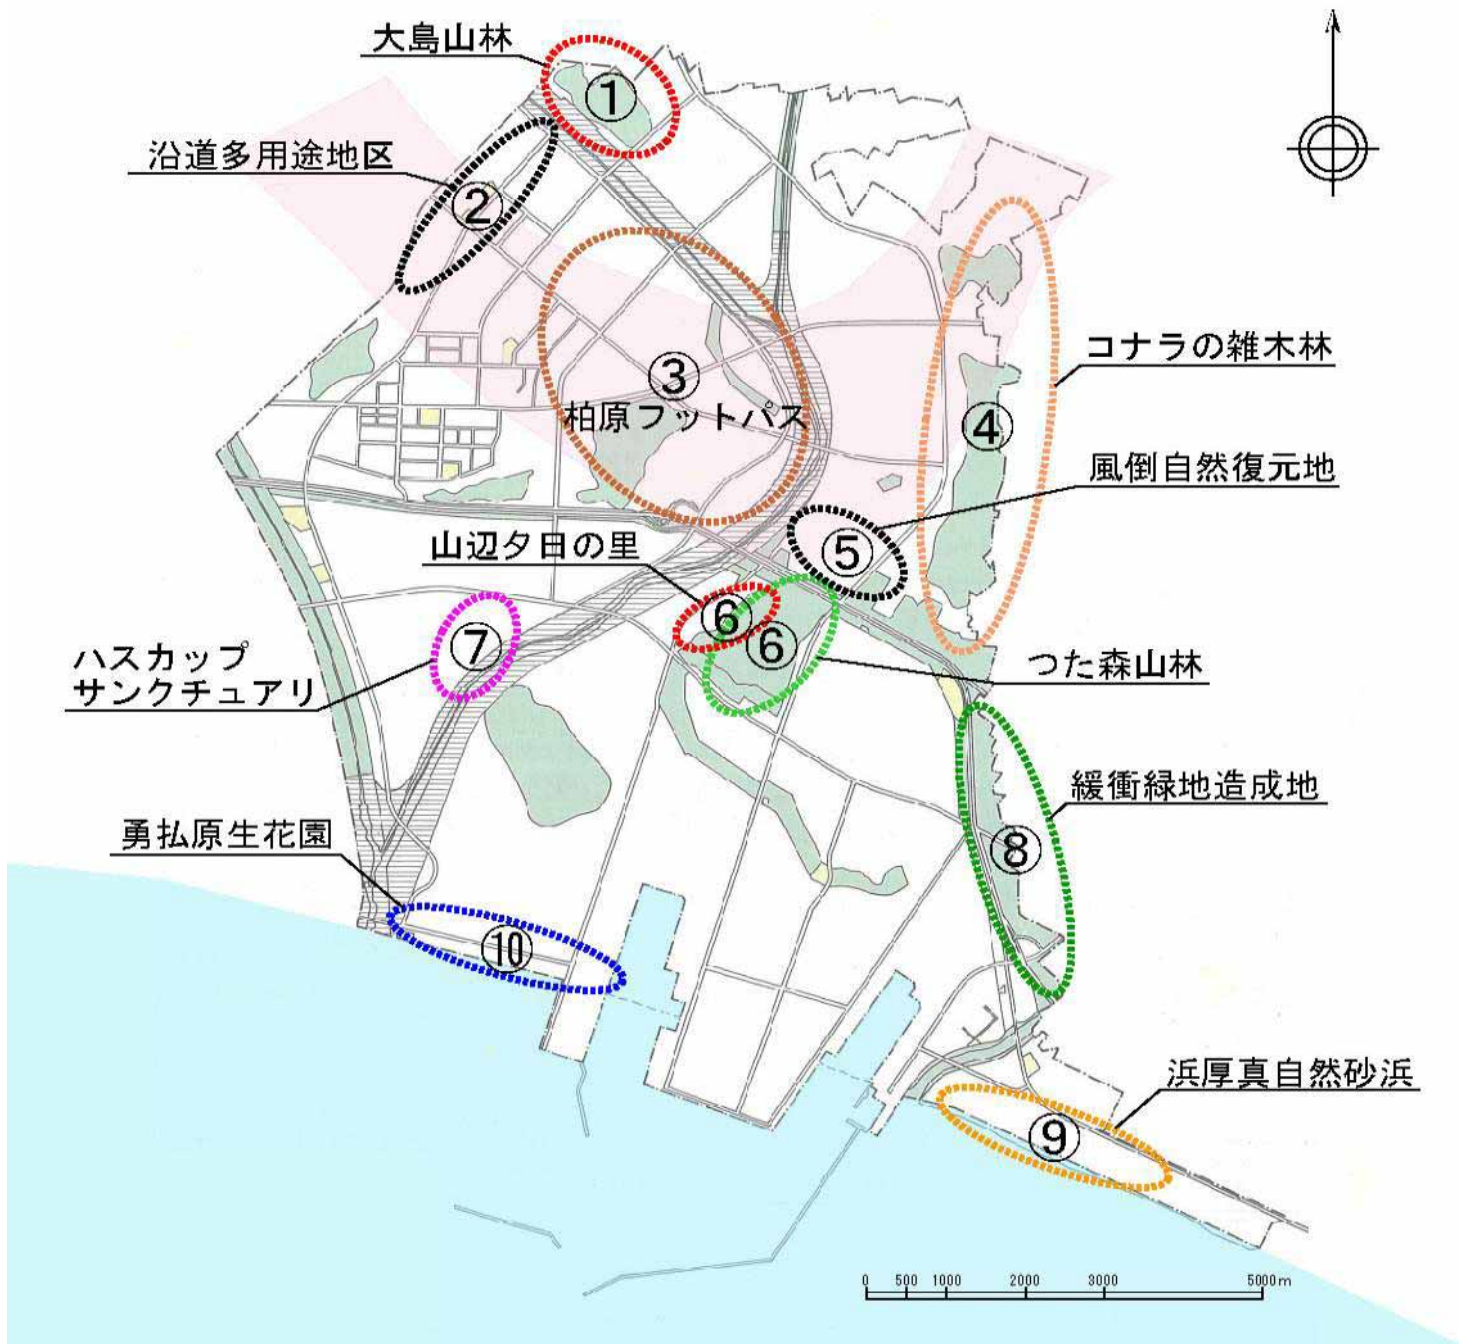 大島山林
①
沿道多用途地区
②
コナラの雑木林
③
柏原フットパス
④
風倒自然復元地
山辺夕日の里
⑤
⑥
⑥
ハスカップ
サンクチュアリ
⑦
つた森山林
緩衝緑地造成地
勇払原生花園
⑧
⑩
浜厚真自然砂浜
⑨
0 500 1000 2000 3000 5000m